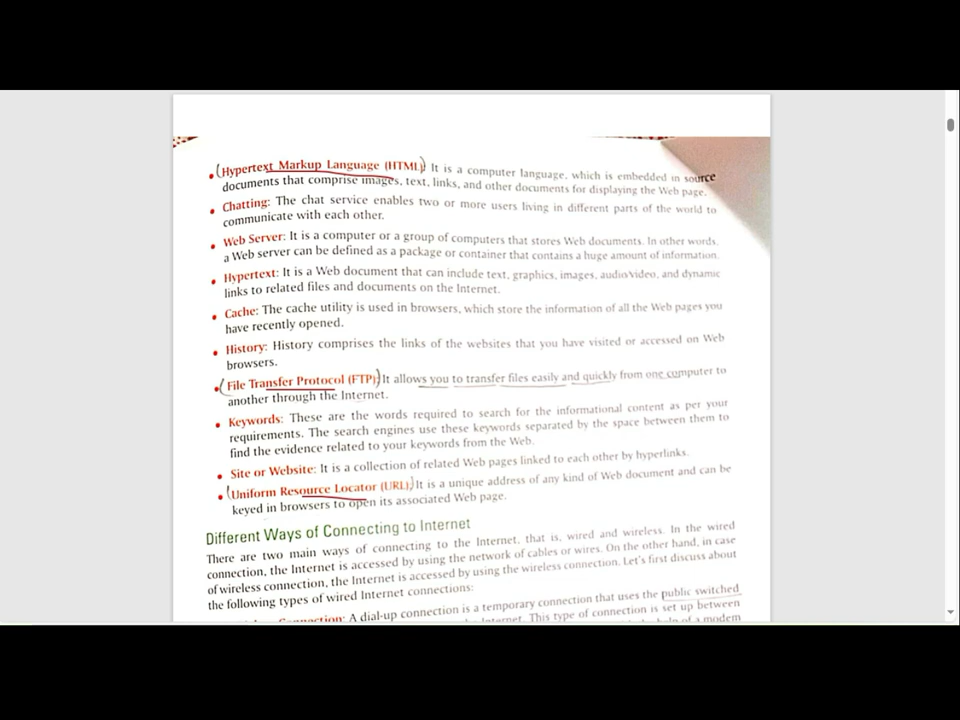 • (Hypertext Markup Language (HTML): It is a computer language, which is embedded in source
documents that comprise images, text, links, and other documents for displaying the Web page.
• Chatting: The chat service enables two or more users living in different parts of the world to
communicate with each other.
• Web Server: It is a computer or a group of computers that stores Web documents. In other words,
a Web server can be defined as a package or container that contains a huge amount of information.
• Hypertext: It is a Web document that can include text, graphics, images, audio/video, and dynamic
links to related files and documents on the Internet.
• Cache: The cache utility is used in browsers, which store the information of all the Web pages you
have recently opened.
• History: History comprises the links of the websites that you have visited or accessed on Web
browsers.
• (File Transfer Protocol (FTP): It allows you to transfer files easily and quickly from one computer to
another through the Internet.
• Keywords: These are the words required to search for the informational content as per your
requirements. The search engines use these keywords separated by the space between them to
find the evidence related to your keywords from the Web.
• Site or Website: It is a collection of related Web pages linked to each other by hyperlinks.
• (Uniform Resource Locator (URL): It is a unique address of any kind of Web document and can be
keyed in browsers to open its associated Web page.
Different Ways of Connecting to Internet
There are two main ways of connecting to the Internet, that is, wired and wireless. In the wired
connection, the Internet is accessed by using the network of cables or wires. On the other hand, in case
of wireless connection, the Internet is accessed by using the wireless connection. Let's first discuss about
the following types of wired Internet connections:
Connection: A dial-up connection is a temporary connection that uses the public switched
Internet. This type of connection is set up between
help of a modem